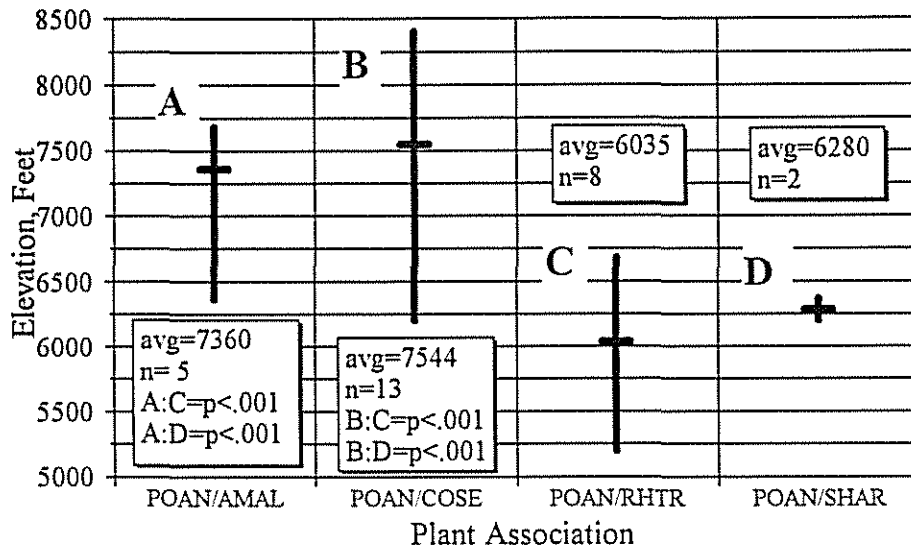 8500
8000
7500
7000
6500
6000
5500
5000
Elevation, Feet
A
B
C
D
avg=7360
n= 5
A:C=p<.001
A:D=p<.001
avg=7544
n=13
B:C=p<.001
B:D=p<.001
avg=6035
n=8
avg=6280
n=2
POAN/AMAL POAN/COSE POAN/RHTR POAN/SHAR
Plant Association